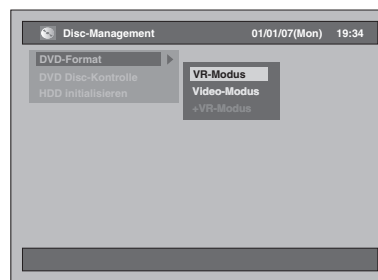 Disc-Management 01/01/07(Mon) 19:34
DVD-Format
DVD Disc-Kontrolle
HDD Initialisieren
VR-Modus
Video-Modus
+VR-Modus